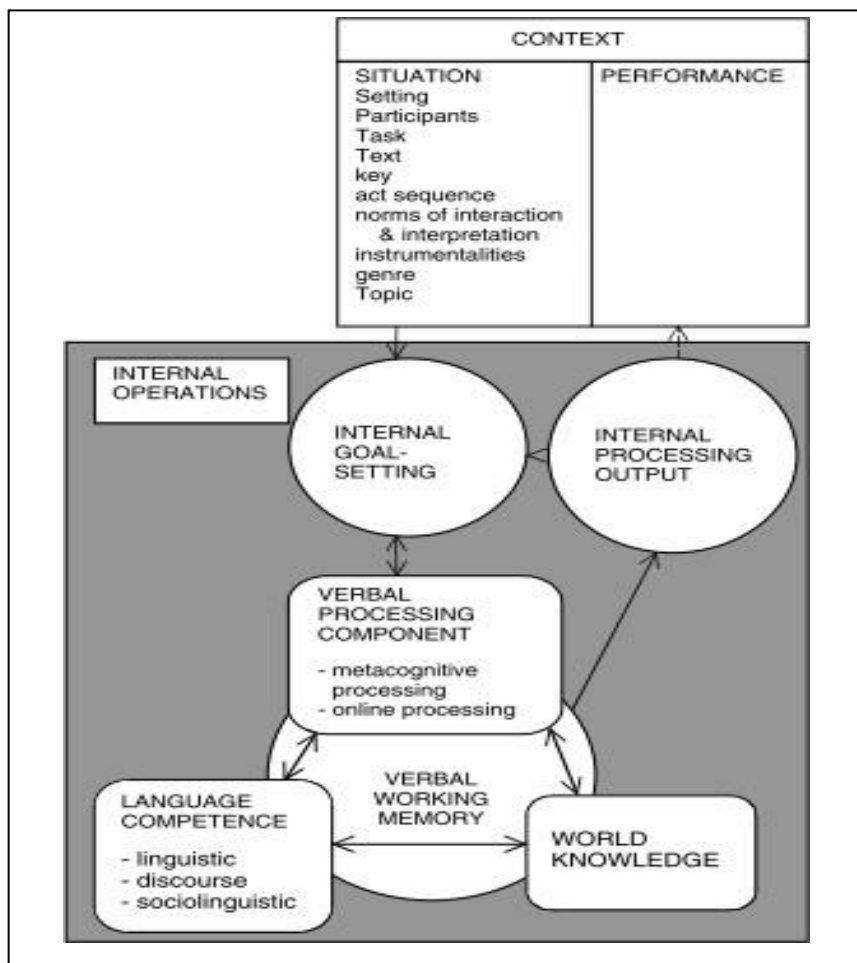 CONTEXT
SITUATION
Setting
Participants
Task
Text
key
act sequence
norms of interaction
& interpretation
instrumentalities
genre
Topic
PERFORMANCE
INTERNAL
OPERATIONS
INTERNAL
GOAL-
SETTING
INTERNAL
PROCESSING
OUTPUT
VERBAL
PROCESSING
COMPONENT
- metacognitive
processing
- online processing
VERBAL
WORKING
MEMORY
LANGUAGE
COMPETENCE
- linguistic
- discourse
- sociolinguistic
WORLD
KNOWLEDGE